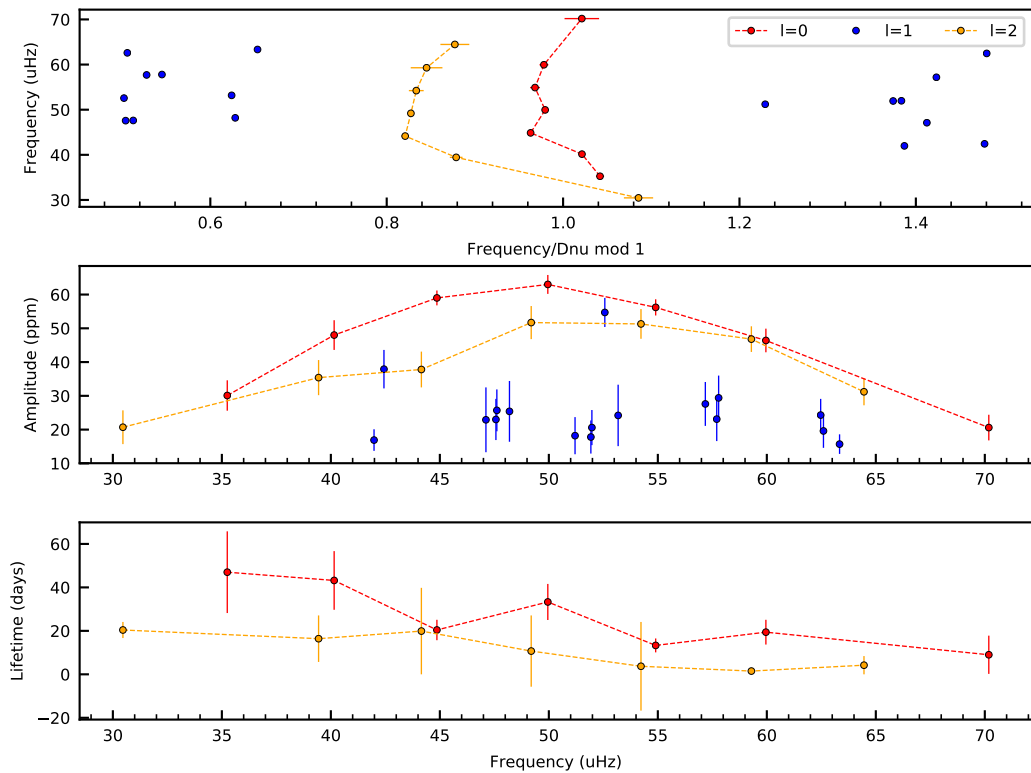 70
60
50
40
30
Frequency (uHz)
l=0 l=1 l=2
0.6 0.8 1.0 1.2 1.4
Frequency/Dnu mod 1
60
50
40
30
20
10
Amplitude (ppm)
30 35 40 45 50 55 60 65 70
60
40
20
0
−20
Lifetime (days)
30 35 40 45 50 55 60 65 70
Frequency (uHz)